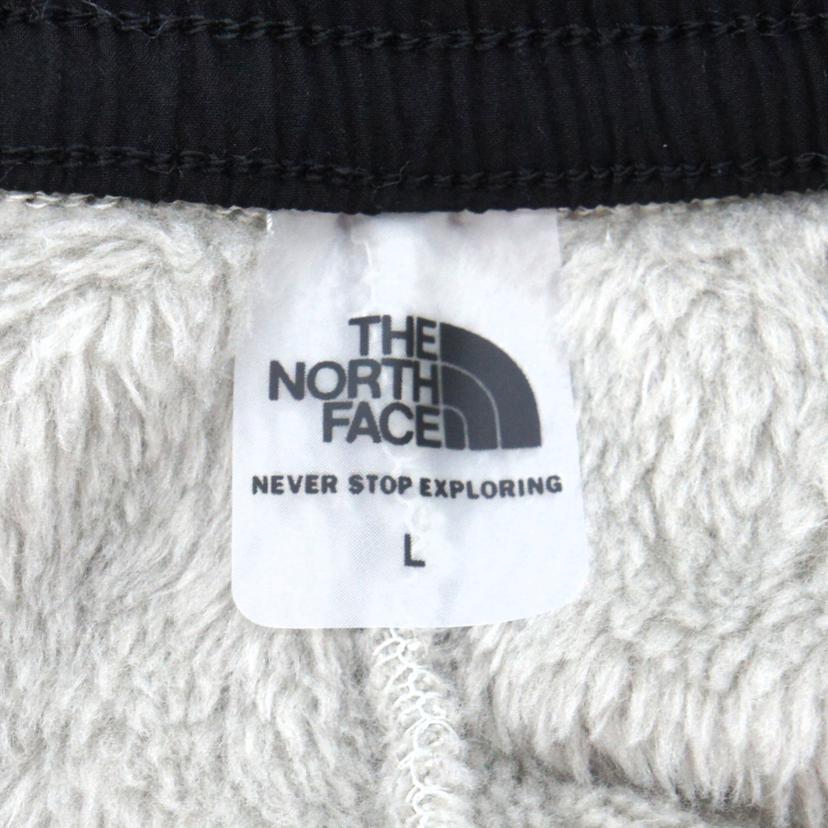 THE
NORTH
FACE
NEVER STOP EXPLORING
L